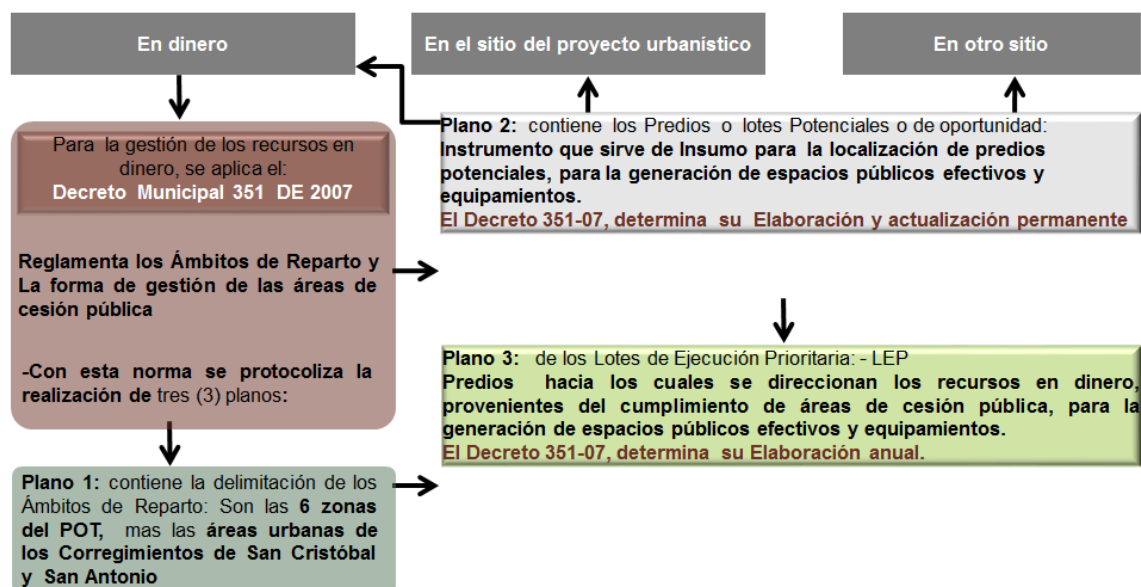 En dinero
En el sitio del proyecto urbanístico
En otro sitio
Para la gestión de los recursos en
dinero, se aplica el:
Decreto Municipal 351 DE 2007
Reglamenta los Ámbitos de Reparto y
La forma de gestión de las áreas de
cesión pública
-Con esta norma se protocoliza la
realización de tres (3) planos:
Plano 1: contiene la delimitación de los
Ámbitos de Reparto: Son las 6 zonas
del POT, mas las áreas urbanas de
los Corregimientos de San Cristóbal
y San Antonio
Plano 2: contiene los Predios o lotes Potenciales o de oportunidad:
Instrumento que sirve de Insumo para la localización de predios
potenciales, para la generación de espacios públicos efectivos y
equipamientos.
El Decreto 351-07, determina su Elaboración y actualización permanente
Plano 3: de los Lotes de Ejecución Prioritaria: - LEP
Predios hacia los cuales se direccionan los recursos en dinero,
provenientes del cumplimiento de áreas de cesión pública, para la
generación de espacios públicos efectivos y equipamientos.
El Decreto 351-07, determina su Elaboración anual.